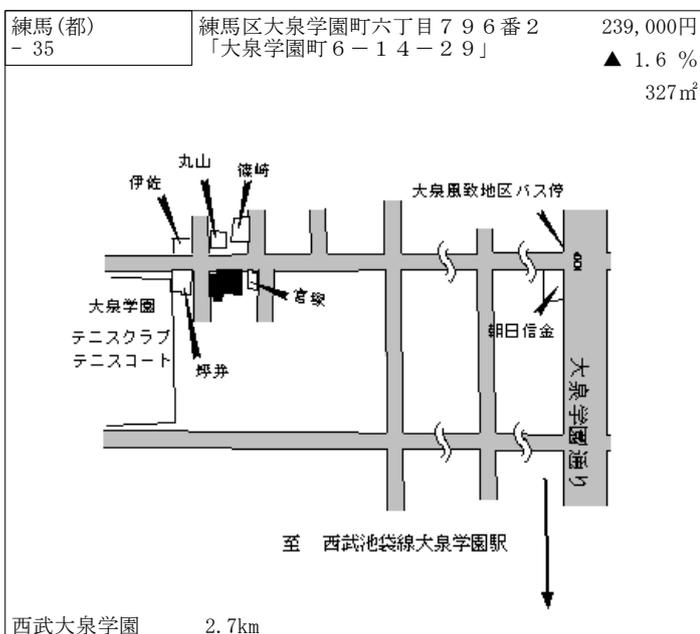 練馬(都)
－ 35
練馬区大泉学園町六丁目７９６番２
「大泉学園町６－１４－２９」
239,000円
▲ 1.6 %
327㎡
丸山
篠崎
伊佐
大泉風致地区バス停
宮塚
大泉学園
テニスクラブ
テニスコート
坪井
朝日信金
大泉学園通り
至 西武池袋線大泉学園駅
西武大泉学園 2.7km